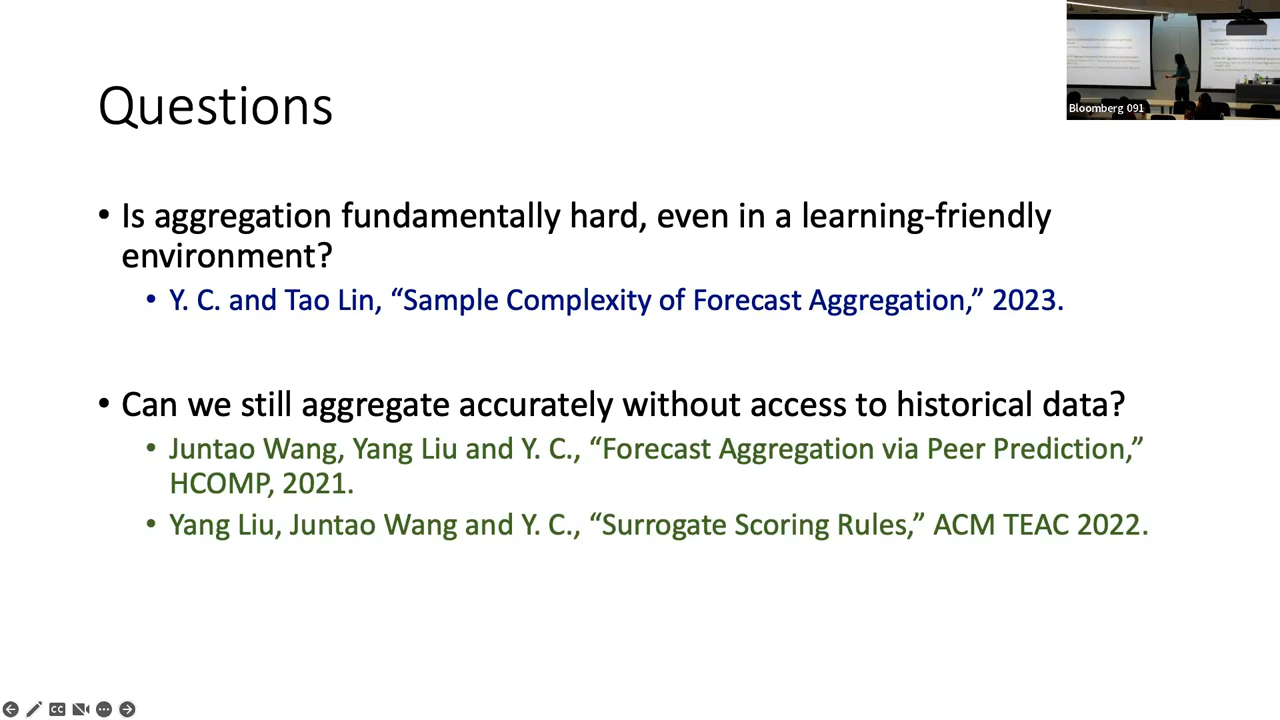 Questions
• Is aggregation fundamentally hard, even in a learning-friendly
environment?
• Y. C. and Tao Lin, “Sample Complexity of Forecast Aggregation,” 2023.
• Can we still aggregate accurately without access to historical data?
• Juntao Wang, Yang Liu and Y. C., “Forecast Aggregation via Peer Prediction,”
HCOMP, 2021.
• Yang Liu, Juntao Wang and Y. C., “Surrogate Scoring Rules,” ACM TEAC 2022.
Bloomberg 091
CC